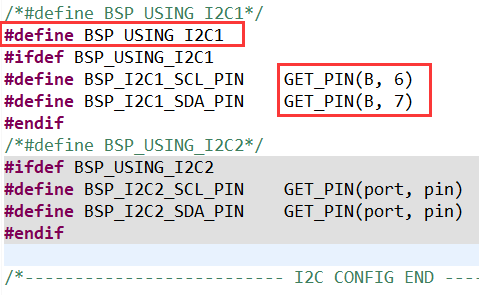 /*#define BSP_USING_I2C1*/
#define BSP_USING_I2C1
#ifdef BSP_USING_I2C1
#define BSP_I2C1_SCL_PIN    GET_PIN(B, 6)
#define BSP_I2C1_SDA_PIN    GET_PIN(B, 7)
#endif
/*#define BSP_USING_I2C2*/
#ifdef BSP_USING_I2C2
#define BSP_I2C2_SCL_PIN    GET_PIN(port, pin)
#define BSP_I2C2_SDA_PIN    GET_PIN(port, pin)
#endif
/*-------------------------- I2C CONFIG END ----